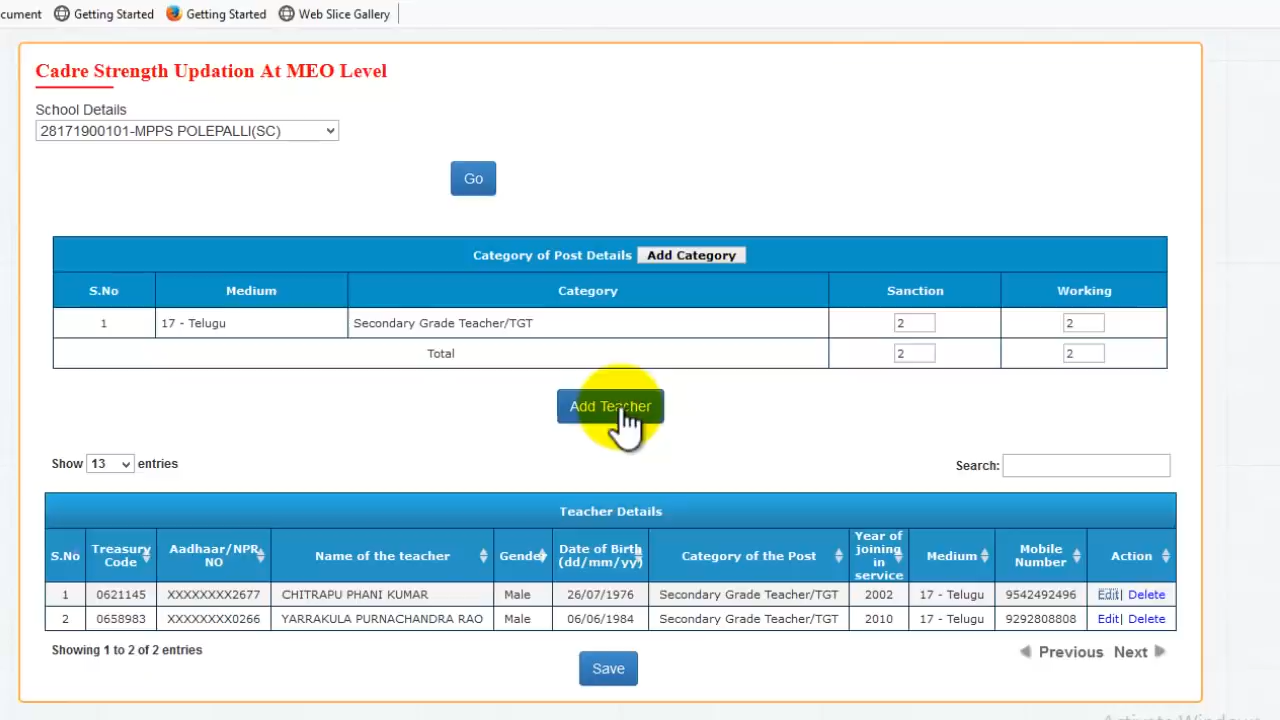 cument Getting Started Getting Started Web Slice Gallery
Cadre Strength Updation At MEO Level
School Details
28171900101-MPPS POLEPALLI(SC)
Go
Category of Post Details Add Category
S.No Medium Category Sanction Working
1 17 - Telugu Secondary Grade Teacher/TGT 2 2
Total 2 2
Add Teacher
Show 13 entries Search:
Teacher Details
S.No Treasury Code Aadhaar/NPR NO Name of the teacher Gender Date of Birth (dd/mm/yy) Category of the Post Year of joining in service Medium Mobile Number Action
1 0621145 XXXXXXXX2677 CHITRAPU PHANI KUMAR Male 26/07/1976 Secondary Grade Teacher/TGT 2002 17 - Telugu 9542492496 Edit| Delete
2 0658983 XXXXXXXX0266 YARRAKULA PURNACHANDRA RAO Male 06/06/1984 Secondary Grade Teacher/TGT 2010 17 - Telugu 9292808808 Edit| Delete
Showing 1 to 2 of 2 entries Previous Next
Save
Activate Windows